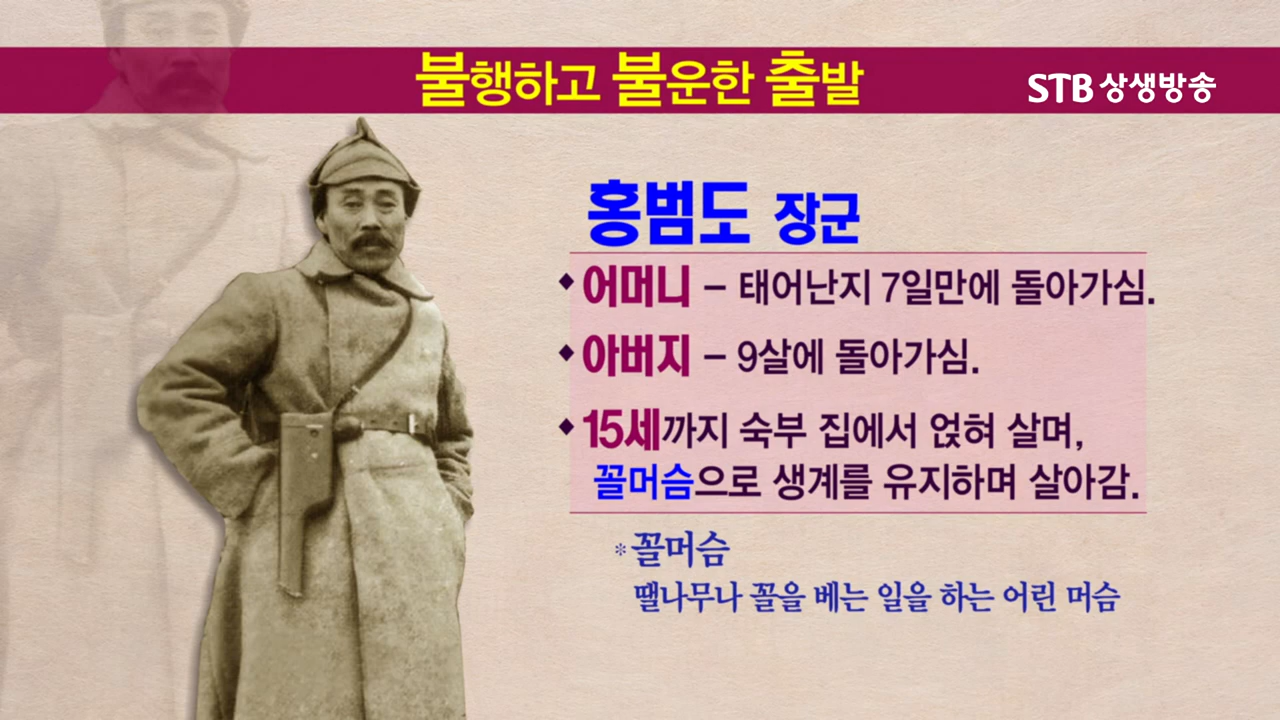 불행하고 불운한 출발
STB 상생방송
홍범도 장군
◆ 어머니 – 태어난지 7일만에 돌아가심.
◆ 아버지 – 9살에 돌아가심.
◆ 15세까지 숙부 집에서 얹혀 살며,
꼴머슴으로 생계를 유지하며 살아감.
* 꼴머슴
땔나무나 꼴을 베는 일을 하는 어린 머슴